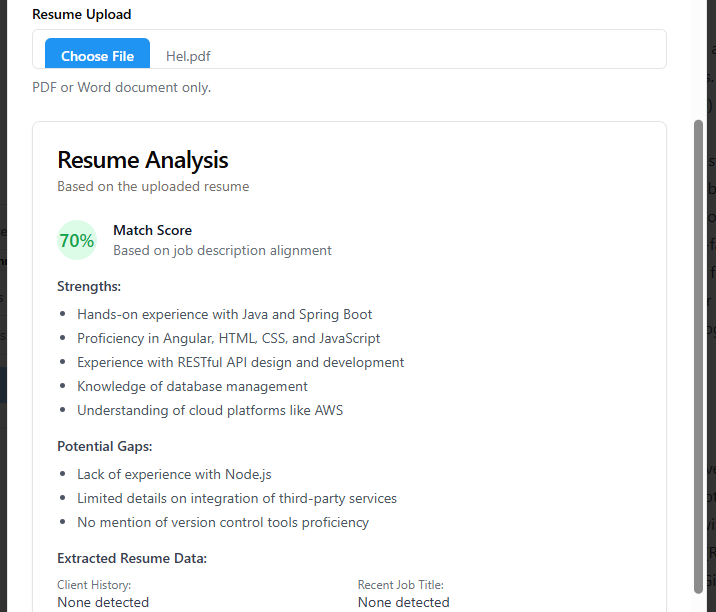 Resume Upload
Choose File Hel.pdf
PDF or Word document only.
Resume Analysis
Based on the uploaded resume
70% Match Score
Based on job description alignment
Strengths:
• Hands-on experience with Java and Spring Boot
• Proficiency in Angular, HTML, CSS, and JavaScript
• Experience with RESTful API design and development
• Knowledge of database management
• Understanding of cloud platforms like AWS
Potential Gaps:
• Lack of experience with Node.js
• Limited details on integration of third-party services
• No mention of version control tools proficiency
Extracted Resume Data:
Client History: Recent Job Title:
None detected None detected